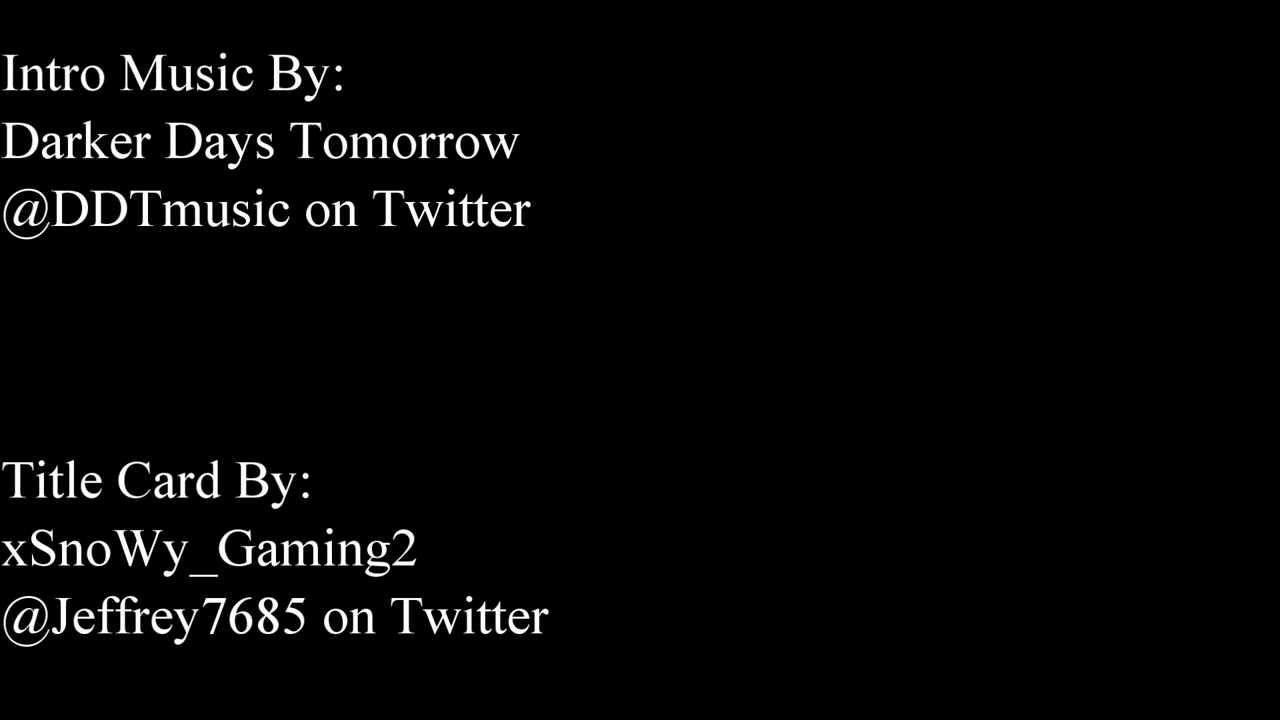 Intro Music By:
Darker Days Tomorrow
@DDTmusic on Twitter
Title Card By:
xSnoWy_Gaming2
@Jeffrey7685 on Twitter